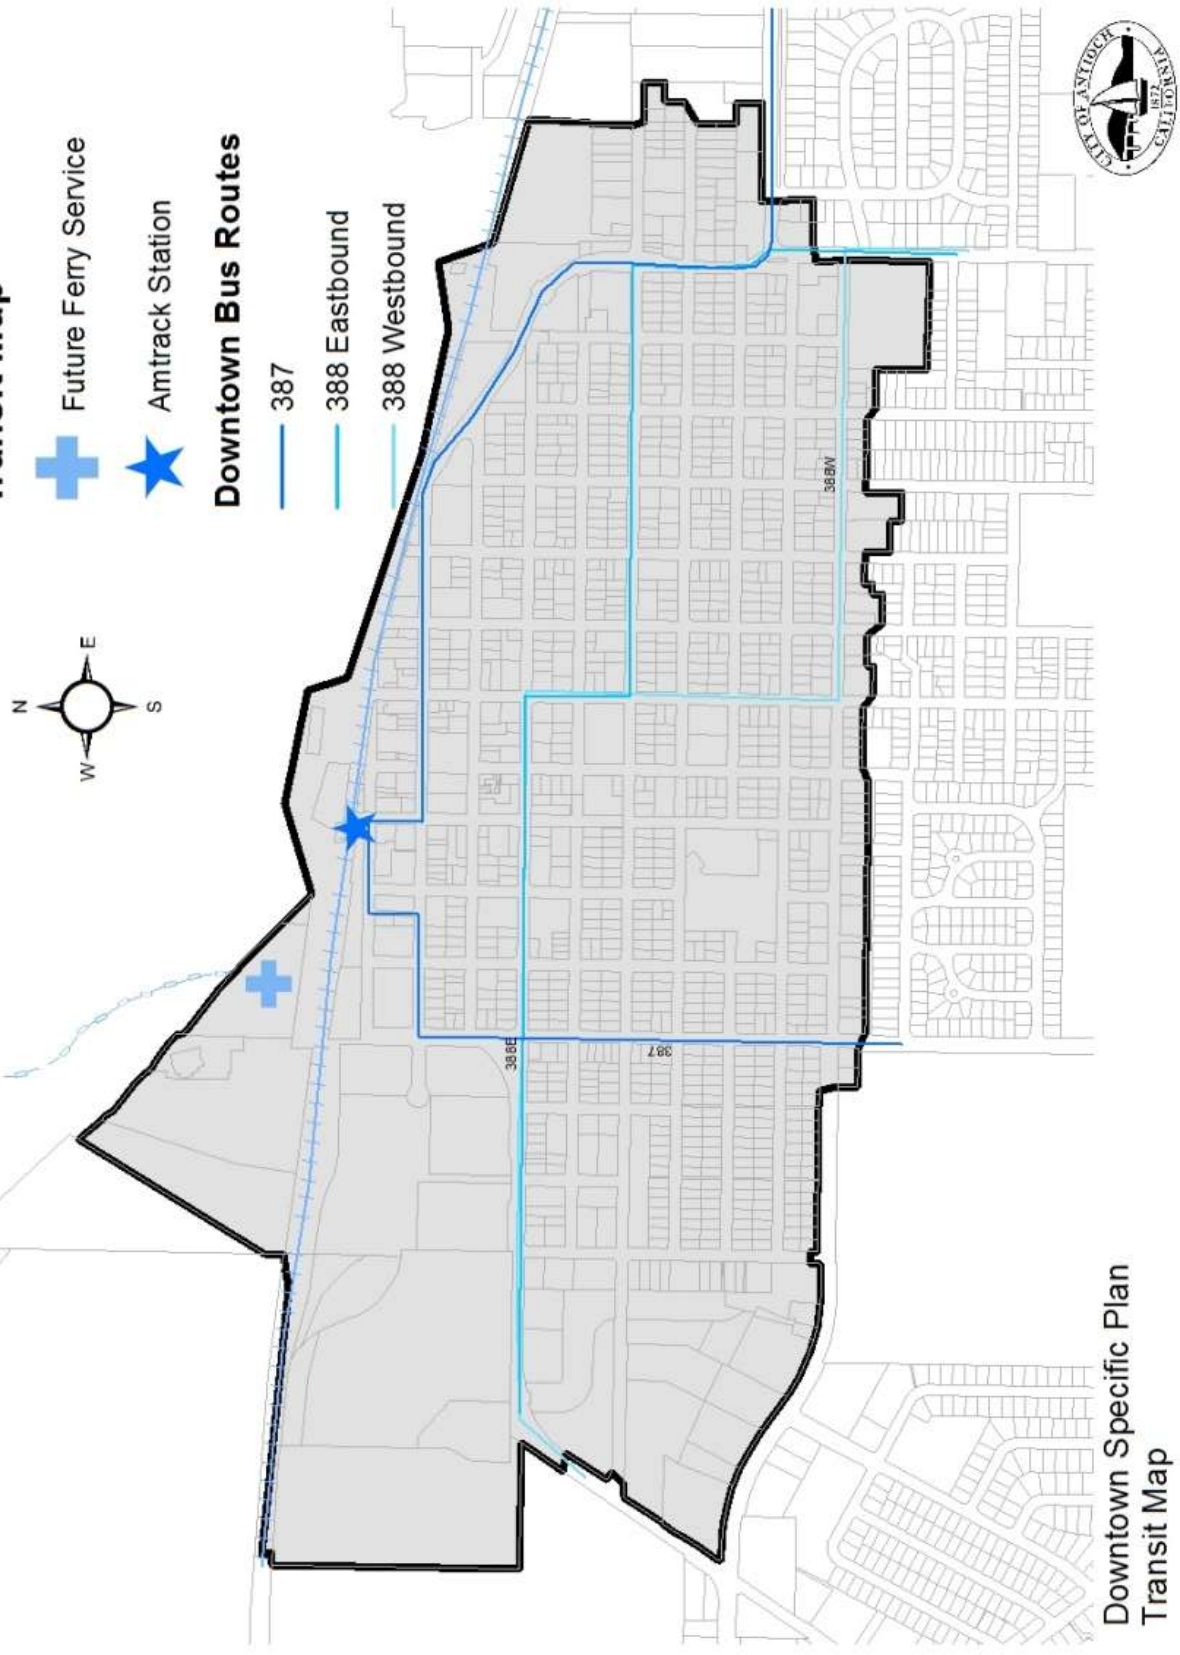 Future Ferry Service
Amtrack Station
Downtown Bus Routes
387
388 Eastbound
388 Westbound
N
W
E
S
388E
387
388W
Downtown Specific Plan
Transit Map
CITY OF ANTIOCH
1872
CALIFORNIA